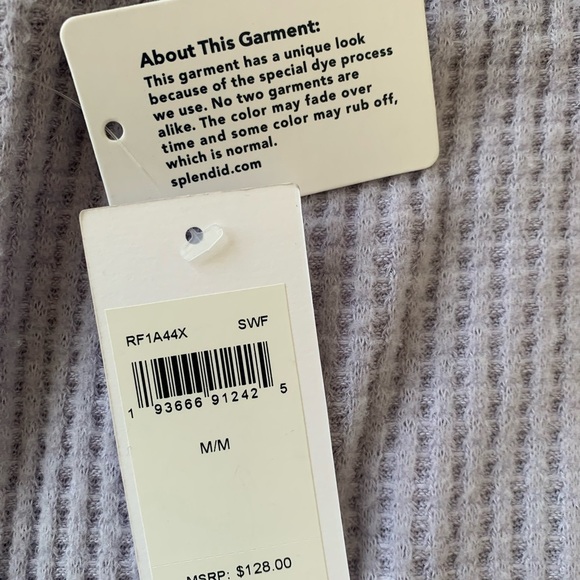 About This Garment:
This garment has a unique look
because of the special dye process
we use. No two garments are
alike. The color may fade over
time and some color may rub off,
which is normal.
splendid.com
RF1A44X SWF
1 93666 91242 5
M/M
MSRP: $128.00